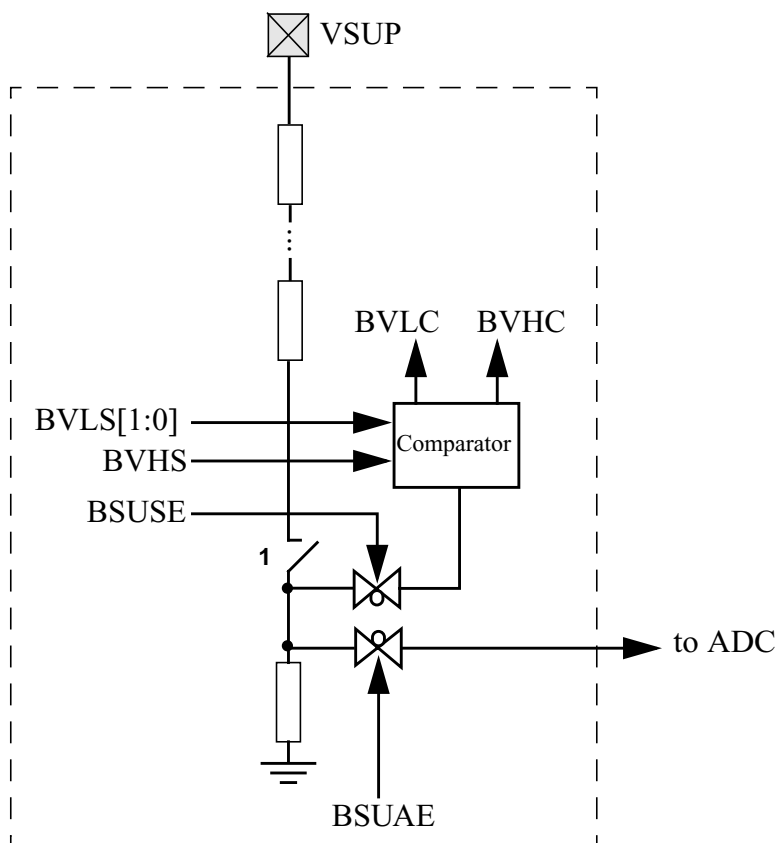 VSUP
BVLC
BVHC
BVLS[1:0]
Comparator
BVHS
BSUSE
1
to ADC
BSUAE